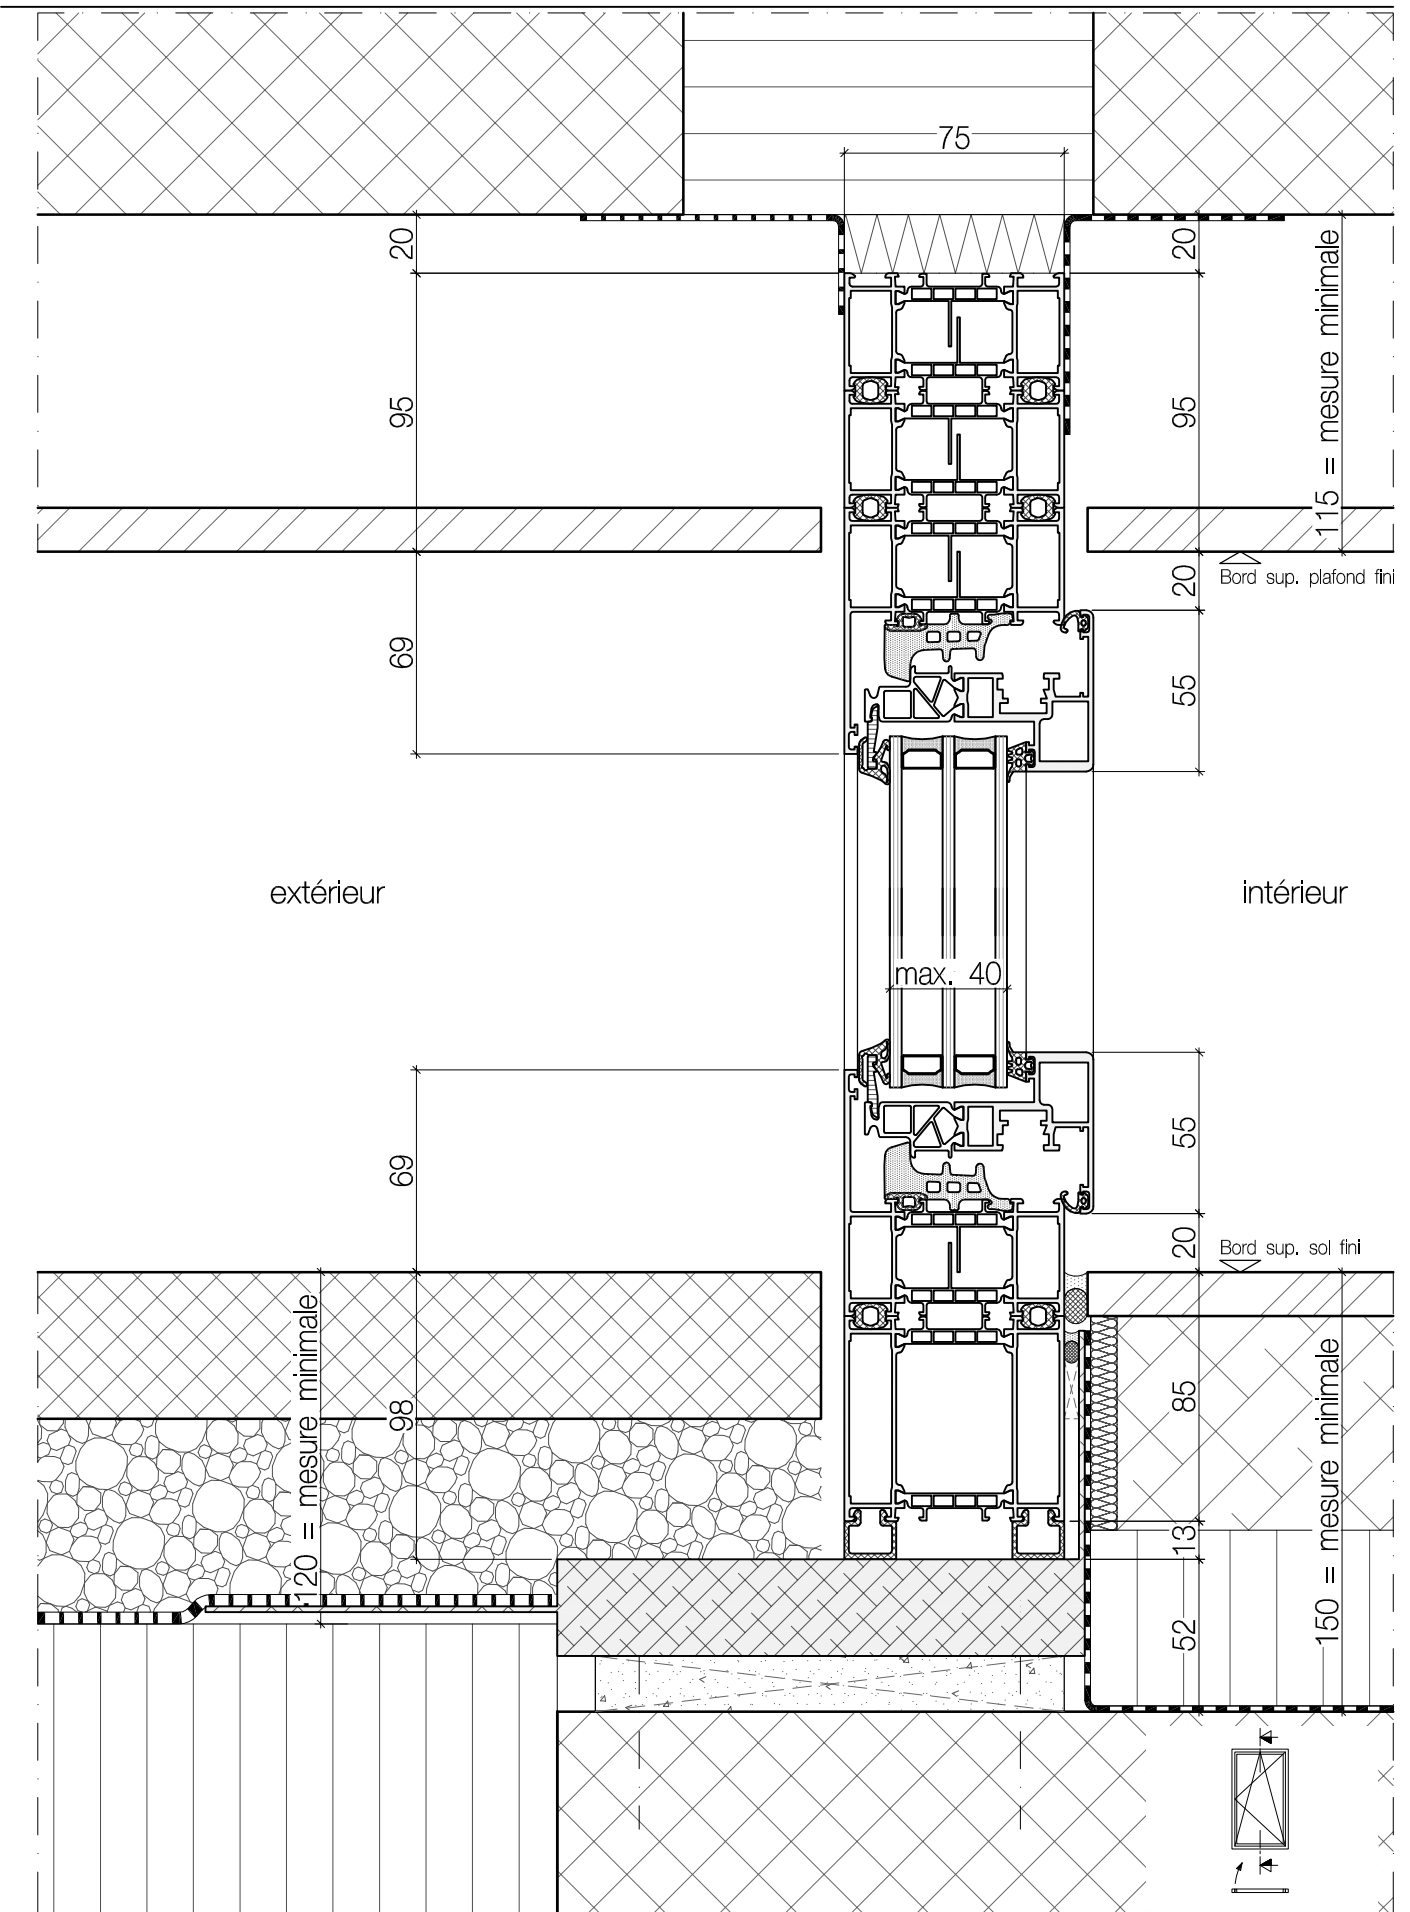 75
20
20
115 = mesure minimale
95
95
Bord sup. plafond fini
20
69
55
extérieur
intérieur
max. 40
55
69
20
Bord sup. sol fini
120 = mesure minimale
98
85
150 = mesure minimale
13
52